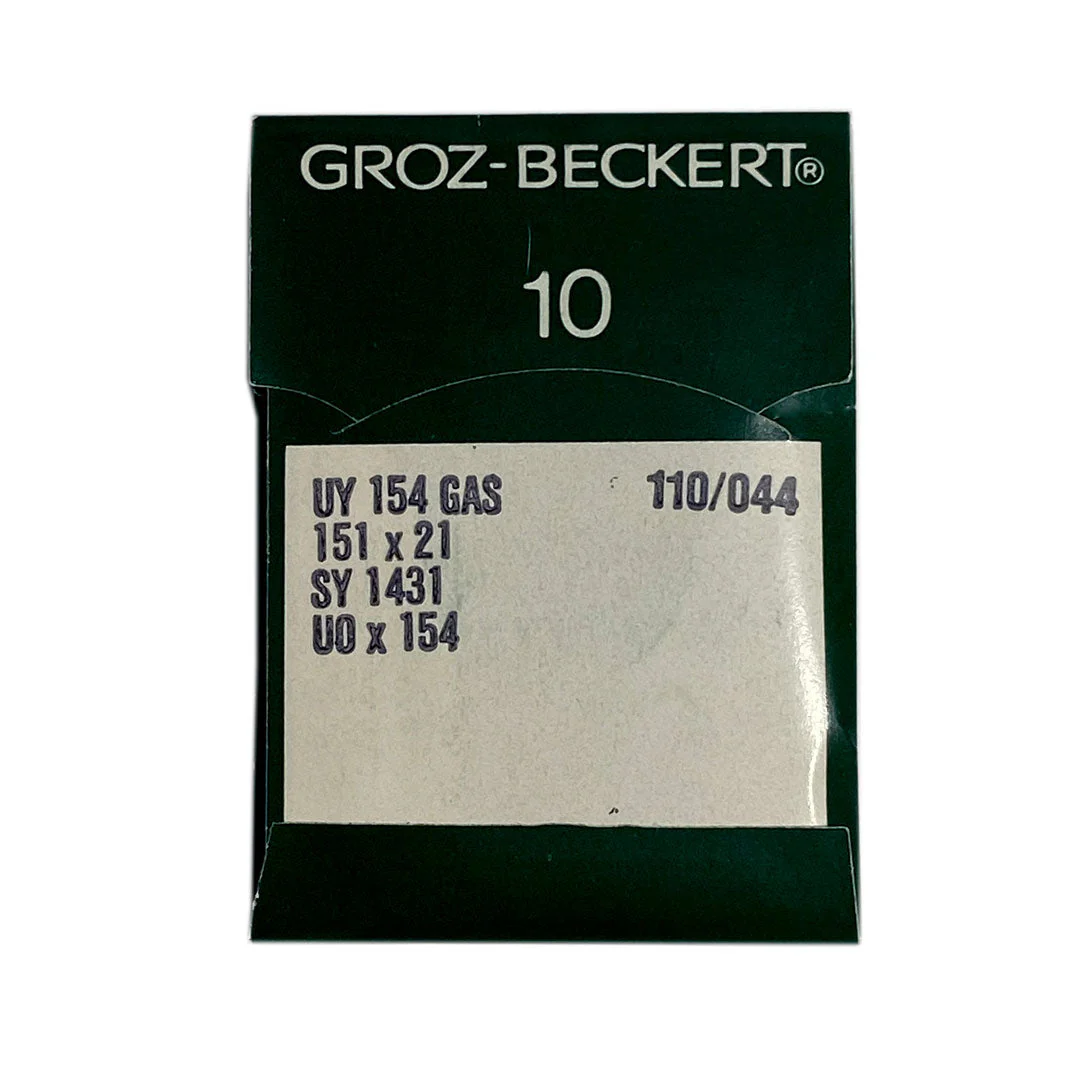 GROZ-BECKERT®
10
UY 154 GAS 110/044
151 x 21
SY 1431
UO x 154